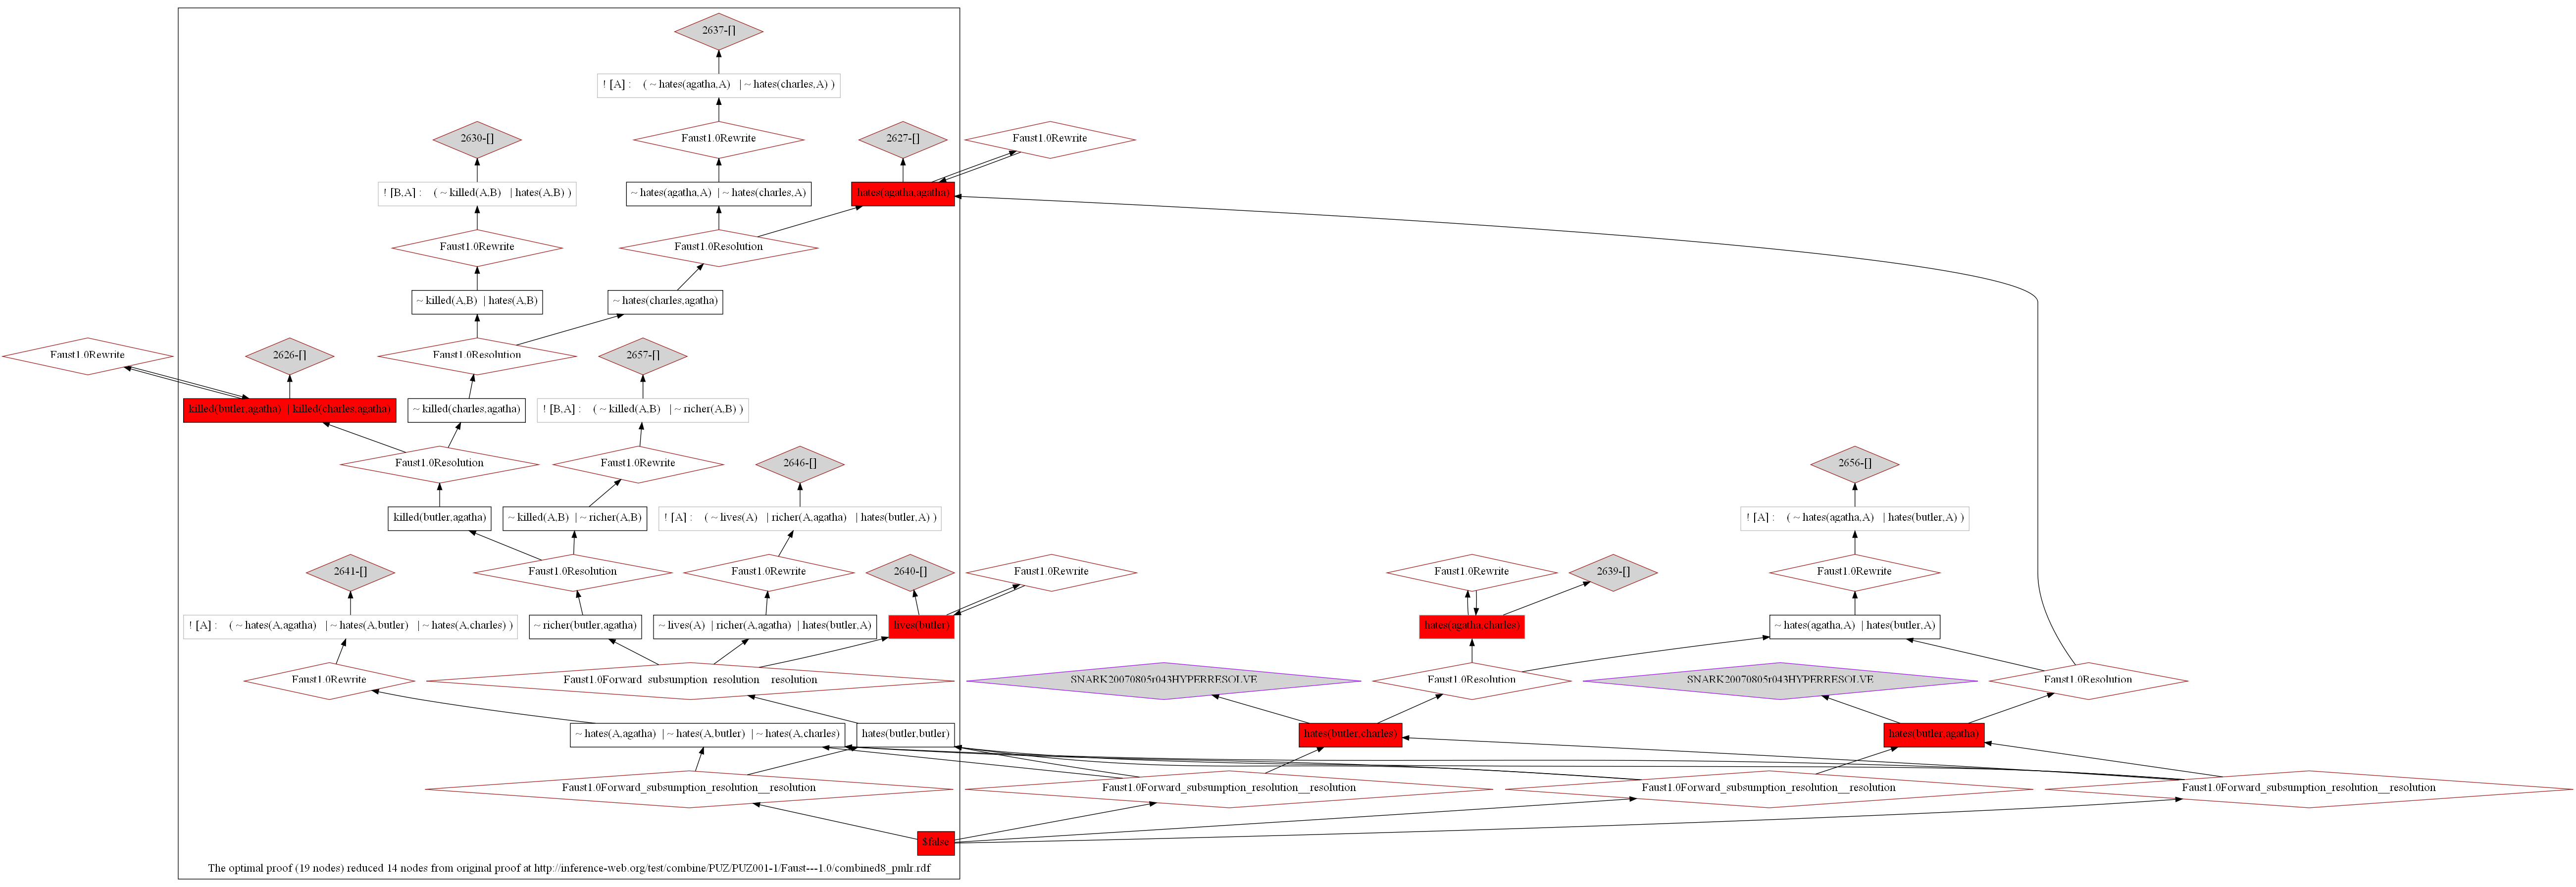 2637-[]
! [A] : ( ~ hates(agatha,A) | ~ hates(charles,A) )
2630-[]
Faust1.0Rewrite
2627-[]
Faust1.0Rewrite
! [B,A] : ( ~ killed(A,B) | hates(A,B) )
~ hates(agatha,A) | ~ hates(charles,A)
hates(agatha,agatha)
Faust1.0Rewrite
Faust1.0Resolution
~ killed(A,B) | hates(A,B)
~ hates(charles,agatha)
Faust1.0Rewrite
2626-[]
Faust1.0Resolution
2657-[]
killed(butler,agatha) | killed(charles,agatha)
~ killed(charles,agatha)
! [B,A] : ( ~ killed(A,B) | ~ richer(A,B) )
Faust1.0Resolution
Faust1.0Rewrite
2646-[]
2656-[]
killed(butler,agatha)
~ killed(A,B) | ~ richer(A,B)
! [A] : ( ~ lives(A) | richer(A,agatha) | hates(butler,A) )
! [A] : ( ~ hates(agatha,A) | hates(butler,A) )
2641-[]
Faust1.0Resolution
Faust1.0Rewrite
2640-[]
Faust1.0Rewrite
Faust1.0Rewrite
2639-[]
Faust1.0Rewrite
! [A] : ( ~ hates(A,agatha) | ~ hates(A,butler) | ~ hates(A,charles) )
~ richer(butler,agatha)
~ lives(A) | richer(A,agatha) | hates(butler,A)
lives(butler)
hates(agatha,charles)
~ hates(agatha,A) | hates(butler,A)
Faust1.0Rewrite
Faust1.0Forward_subsumption_resolution__resolution
SNARK20070805r043HYPERRESOLVE
Faust1.0Resolution
SNARK20070805r043HYPERRESOLVE
Faust1.0Resolution
~ hates(A,agatha) | ~ hates(A,butler) | ~ hates(A,charles)
hates(butler,butler)
hates(butler,charles)
hates(butler,agatha)
Faust1.0Forward_subsumption_resolution__resolution
Faust1.0Forward_subsumption_resolution__resolution
Faust1.0Forward_subsumption_resolution__resolution
Faust1.0Forward_subsumption_resolution__resolution
$false
The optimal proof (19 nodes) reduced 14 nodes from original proof at http://inference-web.org/test/combine/PUZ/PUZ001-1/Faust---1.0/combined8_pmlr.rdf